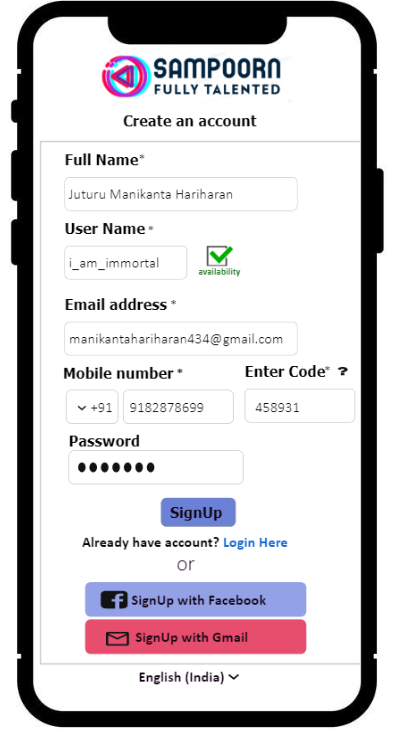 SAMPOORN
FULLY TALENTED
Create an account
Full Name*
Juturu Manikanta Hariharan
User Name *
i_am_immortal
availability
Email address *
manikantahariharan434@gmail.com
Mobile number * Enter Code* ?
+91 9182878699 458931
Password
SignUp
Already have account? Login Here
or
SignUp with Facebook
SignUp with Gmail
English (India)